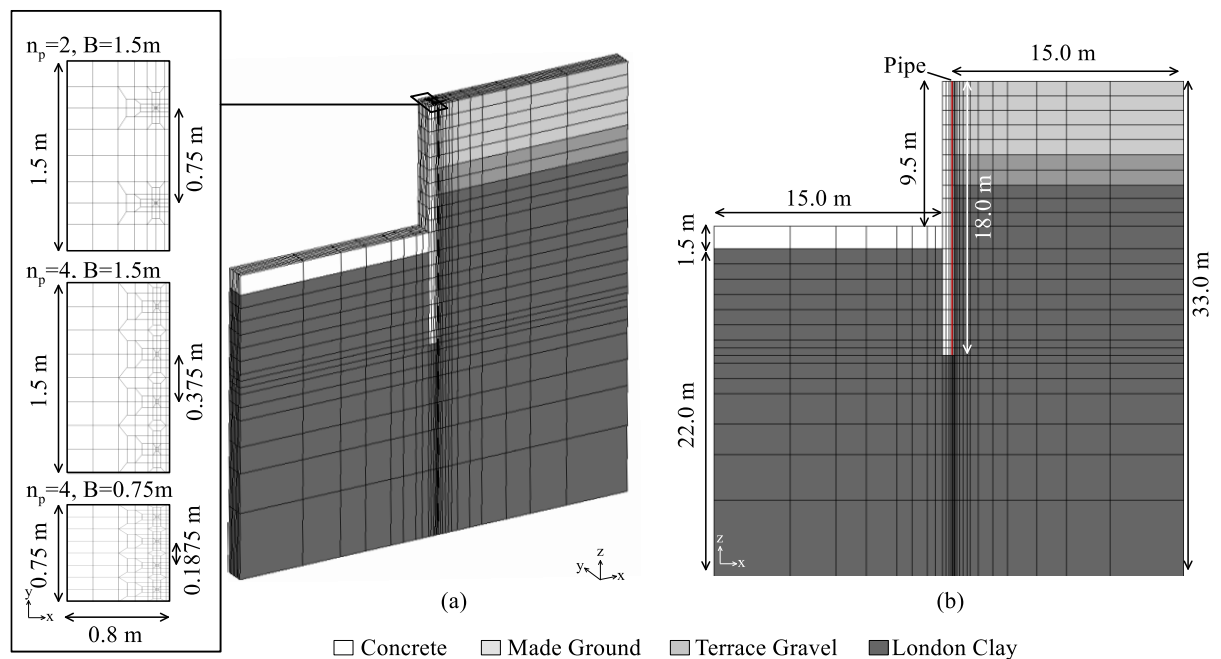 n_p=2, B=1.5m
1.5 m
0.75 m
n_p=4, B=1.5m
1.5 m
0.375 m
n_p=4, B=0.75m
0.75 m
0.1875 m
y
x
0.8 m
z
y
x
(a)
Pipe
15.0 m
9.5 m
18.0 m
15.0 m
1.5 m
33.0 m
22.0 m
z
x
(b)
Concrete
Made Ground
Terrace Gravel
London Clay